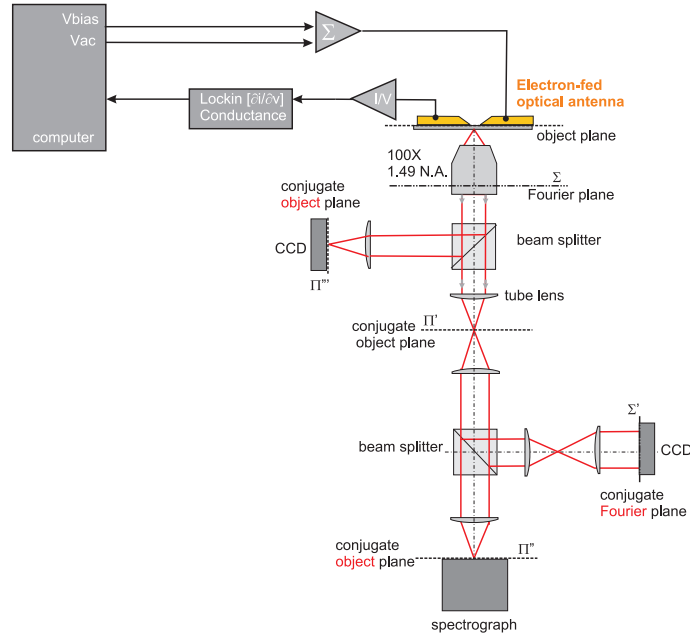 Vbias
Vac
computer
Σ
Lockin [∂i/∂v]
Conductance
I/V
Electron-fed
optical antenna
object plane
100X
1.49 N.A.
Σ
Fourier plane
conjugate
object plane
CCD
Π'''
beam splitter
tube lens
Π'
conjugate
object plane
beam splitter
Σ'
CCD
conjugate
Fourier plane
conjugate
object plane
Π''
spectrograph